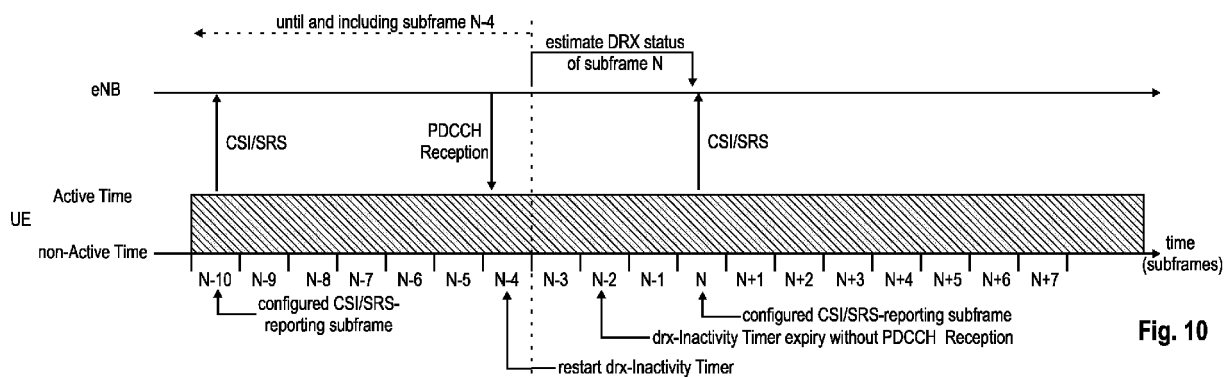 until and including subframe N-4
estimate DRX status
of subframe N
eNB
CSI/SRS
PDCCH
Reception
CSI/SRS
Active Time
UE
non-Active Time
time
(subframes)
N-10 N-9 N-8 N-7 N-6 N-5 N-4 N-3 N-2 N-1 N N+1 N+2 N+3 N+4 N+5 N+6 N+7
configured CSI/SRS-
reporting subframe
configured CSI/SRS-reporting subframe
drx-Inactivity Timer expiry without PDCCH Reception
restart drx-Inactivity Timer
Fig. 10